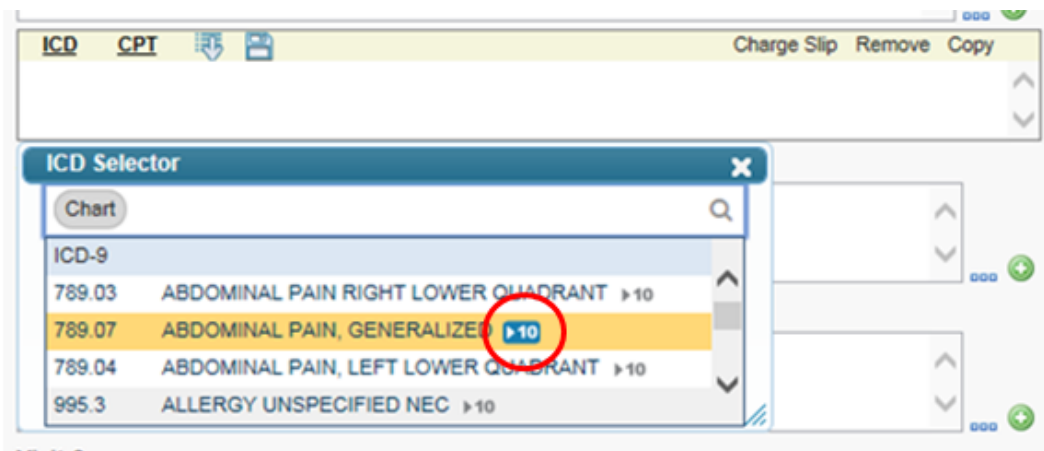 ICD CPT Charge Slip Remove Copy
ICD Selector
Chart
ICD-9
789.03 ABDOMINAL PAIN RIGHT LOWER QUADRANT ▸10
789.07 ABDOMINAL PAIN, GENERALIZED ▸10
789.04 ABDOMINAL PAIN, LEFT LOWER QUADRANT ▸10
995.3 ALLERGY UNSPECIFIED NEC ▸10